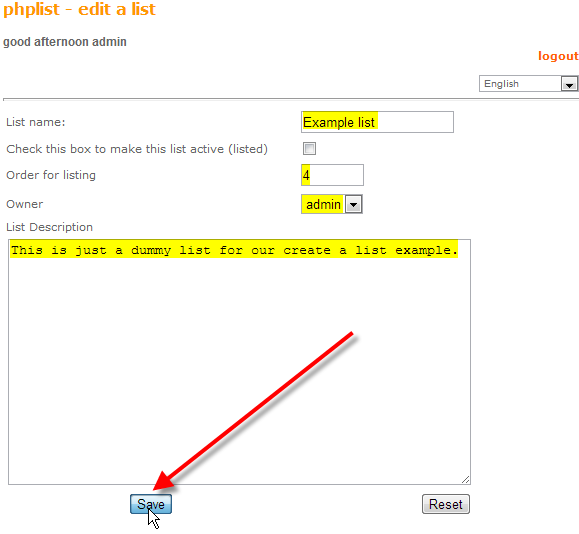 phplist - edit a list
good afternoon admin
logout
English
List name: Example list
Check this box to make this list active (listed)
Order for listing 4
Owner admin
List Description
This is just a dummy list for our create a list example.
Save Reset